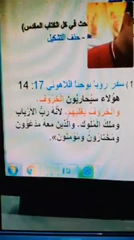 حث في كل الكتاب المقدس)
- حذف التشكيل
(1) سفر رؤيا يوحنا اللاهوتي 17: 14
هؤلاء سيحاربون الخروف،
والخروف يغلبهم، لأنه رب الأرباب
وملك الملوك، والذين معه مدعوون
ومختارون ومؤمنون».